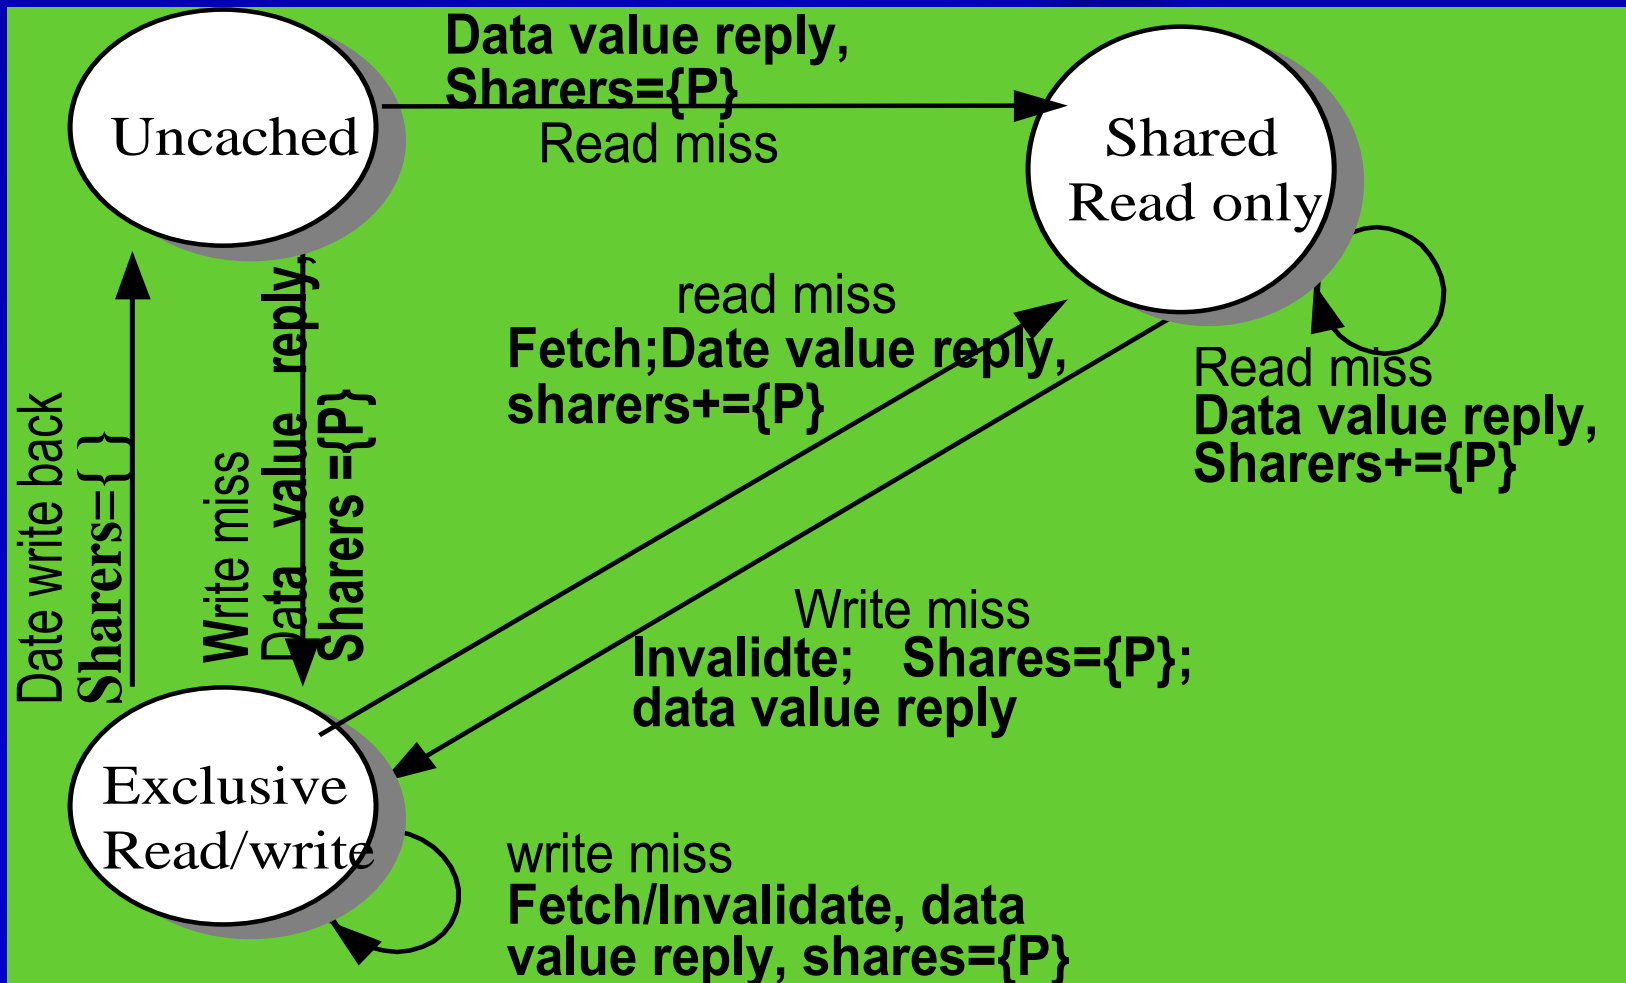 Data value reply,
Sharers={P}
Read miss
Uncached
Shared
Read only
read miss
Fetch;Date value reply,
sharers+={P}
Read miss
Data value reply,
Sharers+={P}
Date write back
Sharers={ }
Write miss
Data value reply,
Sharers ={P}
Write miss
Invalidte; Shares={P};
data value reply
Exclusive
Read/write
write miss
Fetch/Invalidate, data
value reply, shares={P}